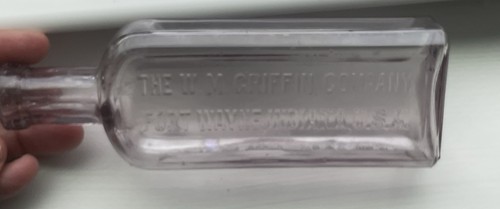 THE W M GRIFFIN COMPANY
FORT WAYNE INDIANA U.S.A.